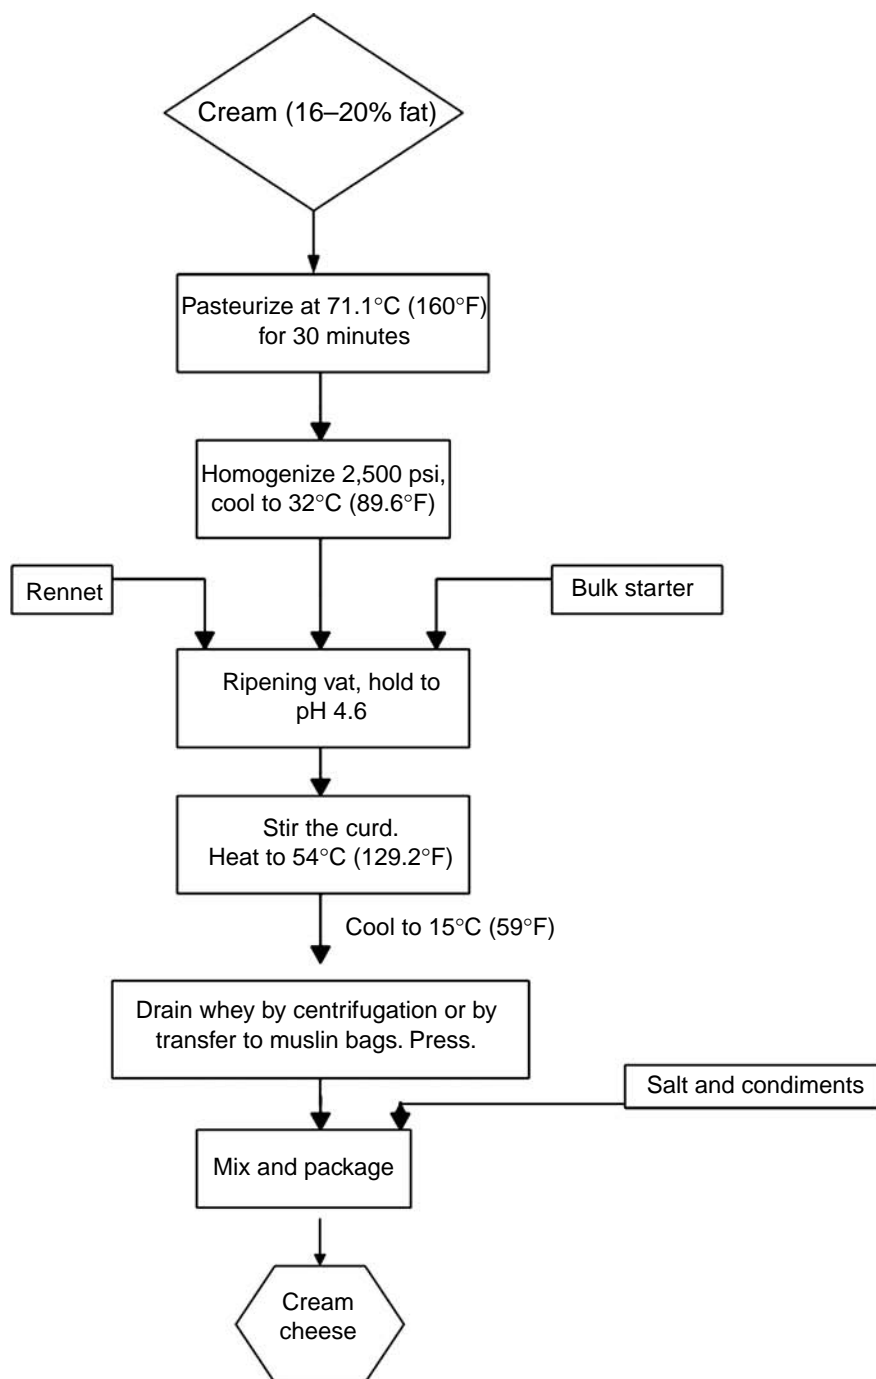 Cream (16–20% fat)
Pasteurize at 71.1°C (160°F)
for 30 minutes
Homogenize 2,500 psi,
cool to 32°C (89.6°F)
Rennet
Bulk starter
Ripening vat, hold to
pH 4.6
Stir the curd.
Heat to 54°C (129.2°F)
Cool to 15°C (59°F)
Drain whey by centrifugation or by
transfer to muslin bags. Press.
Salt and condiments
Mix and package
Cream
cheese